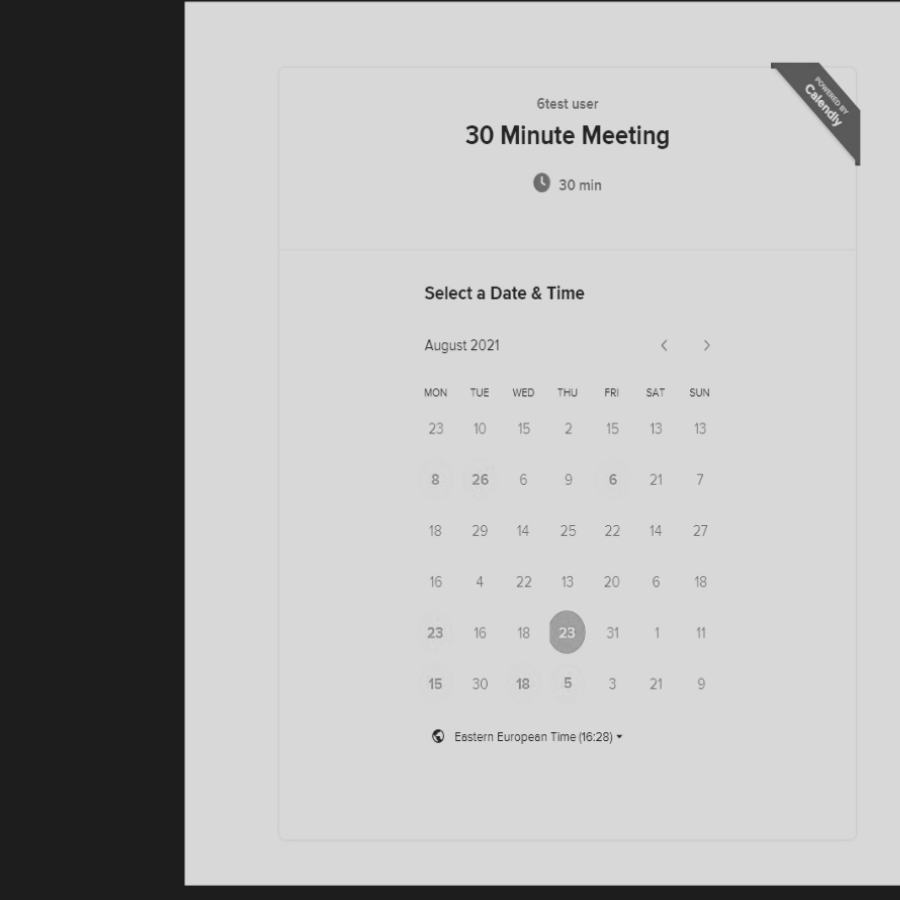 POWERED BY
Calendly
6test user
30 Minute Meeting
30 min
Select a Date & Time
August 2021
MON TUE WED THU FRI SAT SUN
23 10 15 2 15 13 13
8 26 6 9 6 21 7
18 29 14 25 22 14 27
16 4 22 13 20 6 18
23 16 18 23 31 1 11
15 30 18 5 3 21 9
Eastern European Time (16:28)